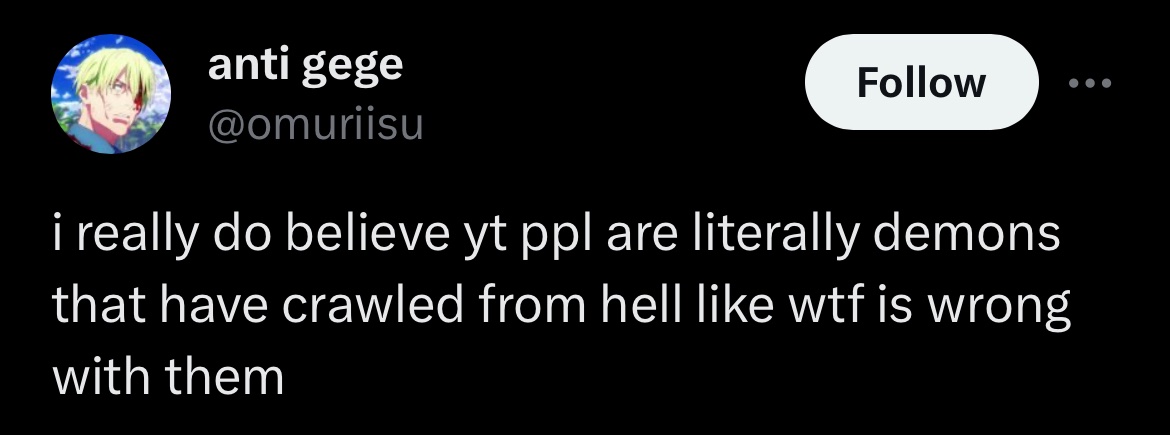 anti gege
@omuriisu
Follow
i really do believe yt ppl are literally demons
that have crawled from hell like wtf is wrong
with them